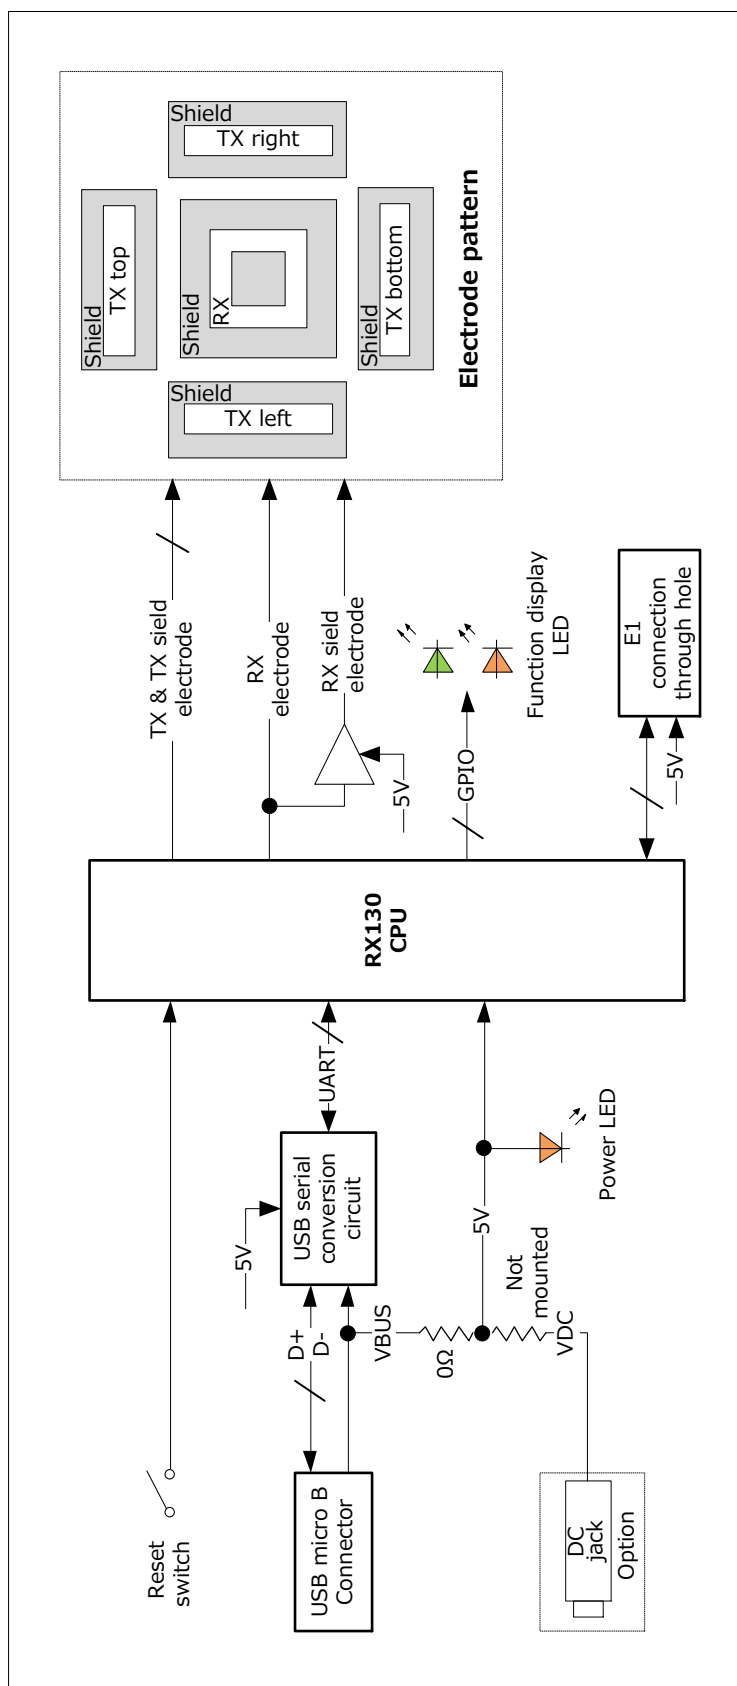 Reset
switch
USB micro B
Connector
DC
jack
Option
D+
D-
VBUS
0Ω
Not
mounted
VDC
5V
USB serial
conversion
circuit
UART
5V
Power LED
RX130
CPU
TX & TX sield
electrode
RX
electrode
RX sield
electrode
5V
GPIO
Function display
LED
E1
connection
through hole
5V
Shield
TX top
Shield
TX left
Shield
RX
Shield
TX right
Shield
TX bottom
Electrode pattern